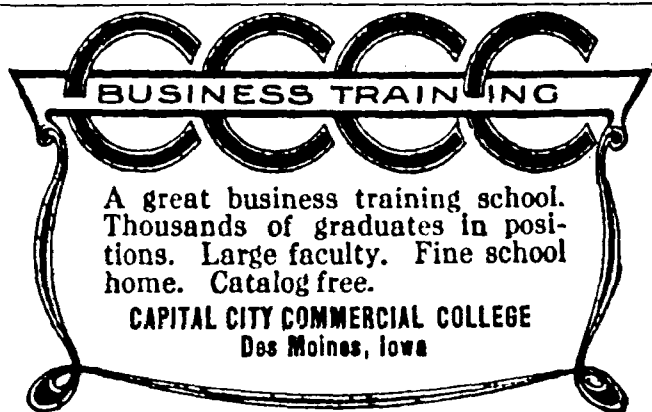 CCCC
BUSINESS TRAINING
A great business training school.
Thousands of graduates in posi-
tions. Large faculty. Fine school
home. Catalog free.
CAPITAL CITY COMMERCIAL COLLEGE
Des Moines, Iowa